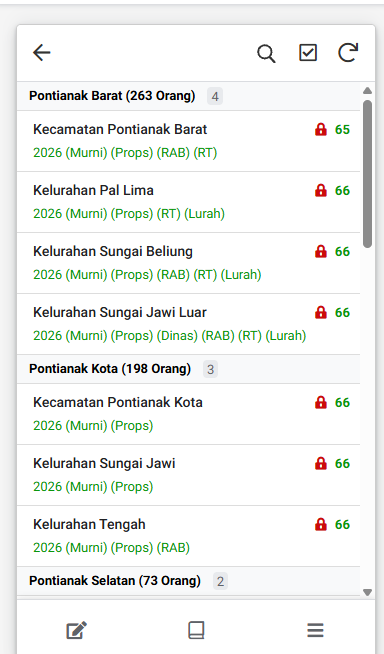 Pontianak Barat (263 Orang) 4
Kecamatan Pontianak Barat 65
2026 (Murni) (Props) (RAB) (RT)
Kelurahan Pal Lima 66
2026 (Murni) (Props) (RT) (Lurah)
Kelurahan Sungai Beliung 66
2026 (Murni) (Props) (RAB) (RT) (Lurah)
Kelurahan Sungai Jawi Luar 66
2026 (Murni) (Props) (Dinas) (RAB) (RT) (Lurah)
Pontianak Kota (198 Orang) 3
Kecamatan Pontianak Kota 66
2026 (Murni) (Props)
Kelurahan Sungai Jawi 66
2026 (Murni) (Props)
Kelurahan Tengah 66
2026 (Murni) (Props) (RAB)
Pontianak Selatan (73 Orang) 2